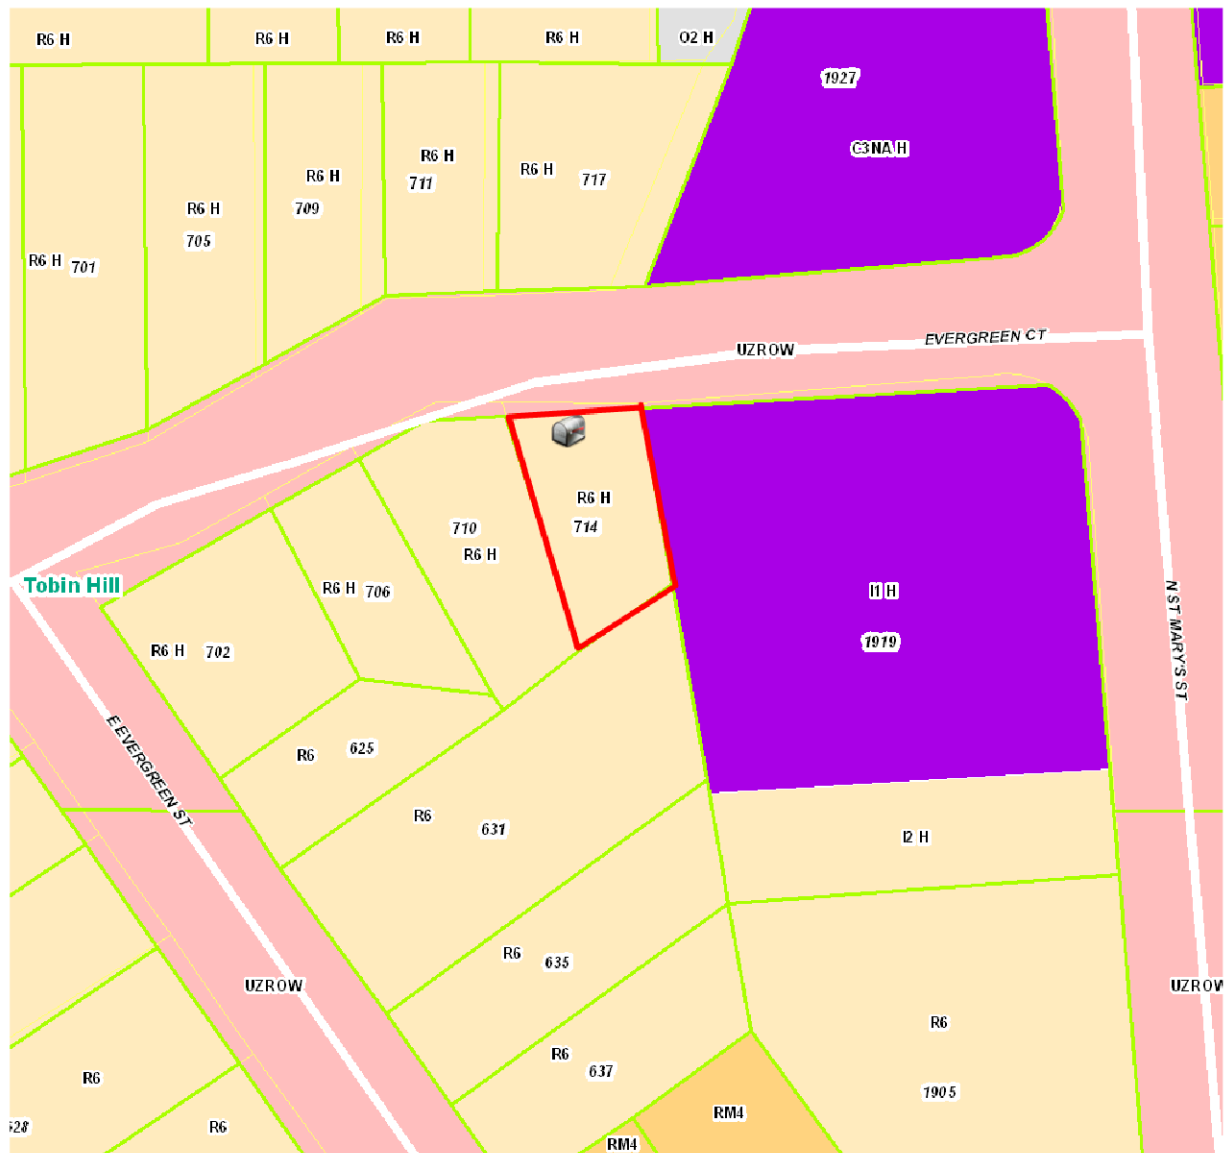 R6 H
R6 H
R6 H
R6 H
O2 H
1927
C3NA H
R6 H
711
R6 H
717
R6 H
709
R6 H
705
R6 H 701
EVERGREEN CT
UZROW
R6 H
714
710
R6 H
Tobin Hill
R6 H 706
I1 H
1919
N ST MARY'S ST
R6 H 702
E EVERGREEN ST
R6 625
R6 631
I2 H
R6 635
UZROW
UZROW
R6
R6 637
R6
1905
RM4
628
R6
RM4